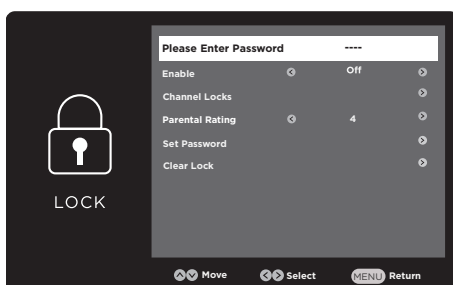 Please Enter Password ----
Enable Off
Channel Locks
Parental Rating 4
Set Password
Clear Lock
LOCK
Move Select MENU Return